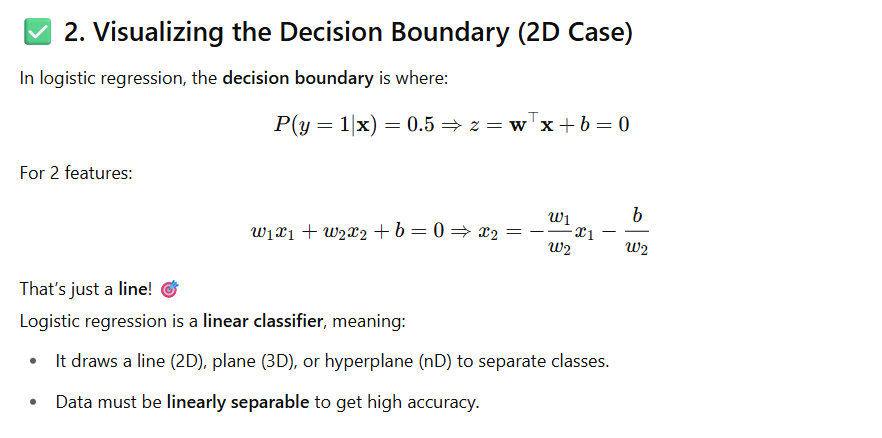 ✅ 2. Visualizing the Decision Boundary (2D Case)
In logistic regression, the decision boundary is where:
P(y = 1|x) = 0.5 ⇒ z = w⊤x + b = 0
For 2 features:
w₁x₁ + w₂x₂ + b = 0 ⇒ x₂ = −(w₁/w₂)x₁ − b/w₂
That's just a line! 🎯
Logistic regression is a linear classifier, meaning:
• It draws a line (2D), plane (3D), or hyperplane (nD) to separate classes.
• Data must be linearly separable to get high accuracy.